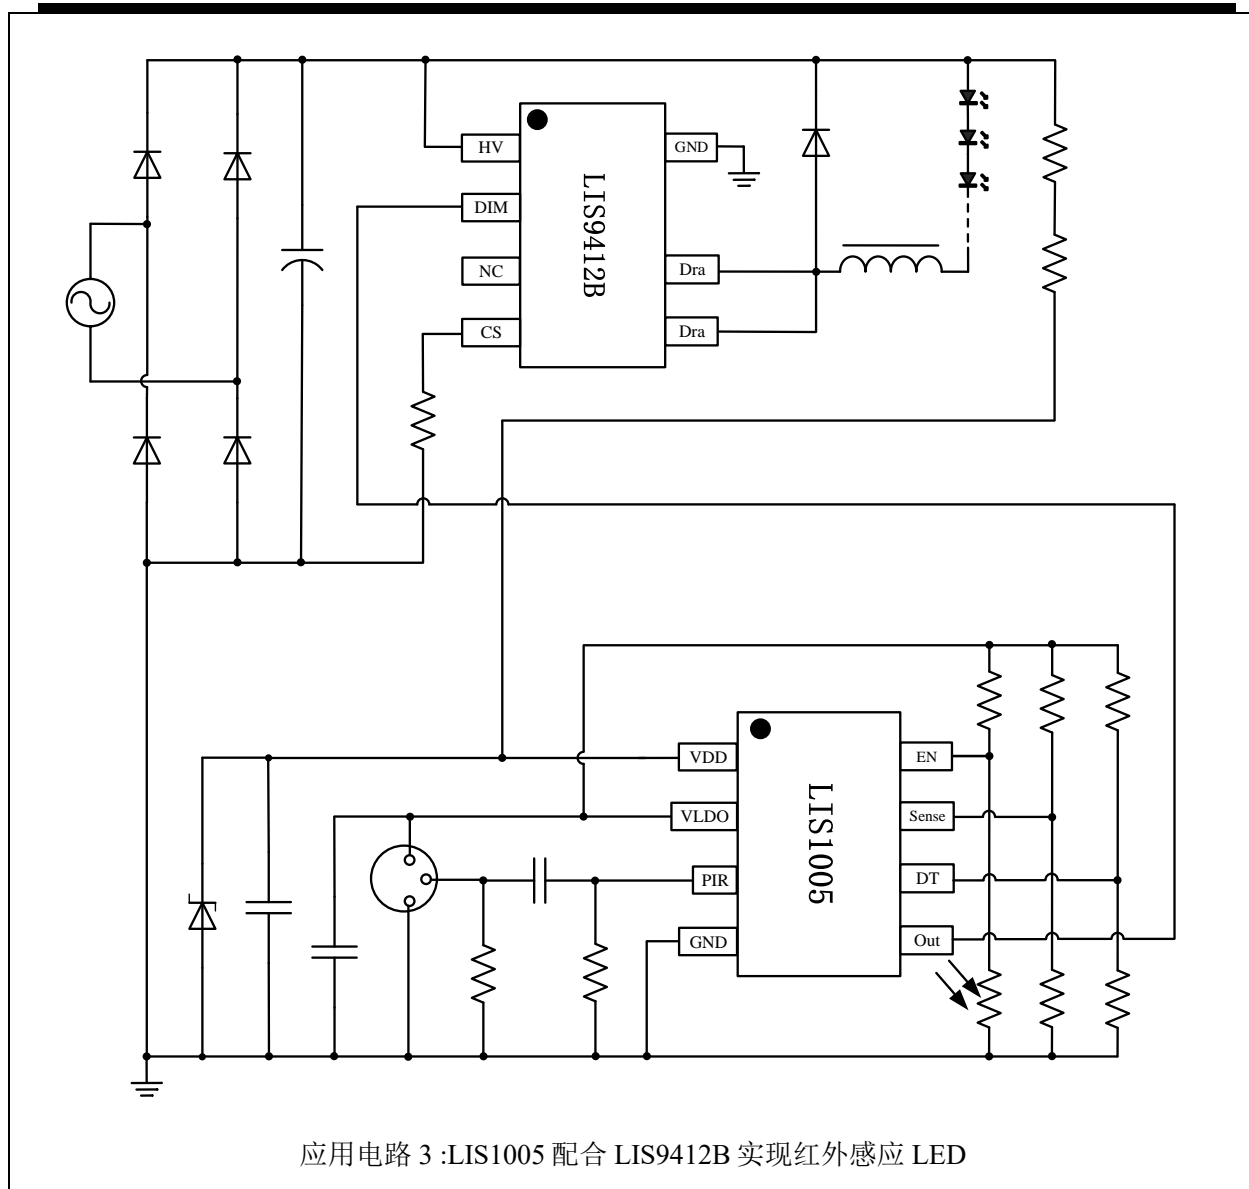 HV
GND
DIM
LIS9412B
NC
Dra
CS
Dra
VDD
EN
VLDO
LIS1005
Sense
PIR
DT
GND
Out
应用电路 3 :LIS1005 配合 LIS9412B 实现红外感应 LED